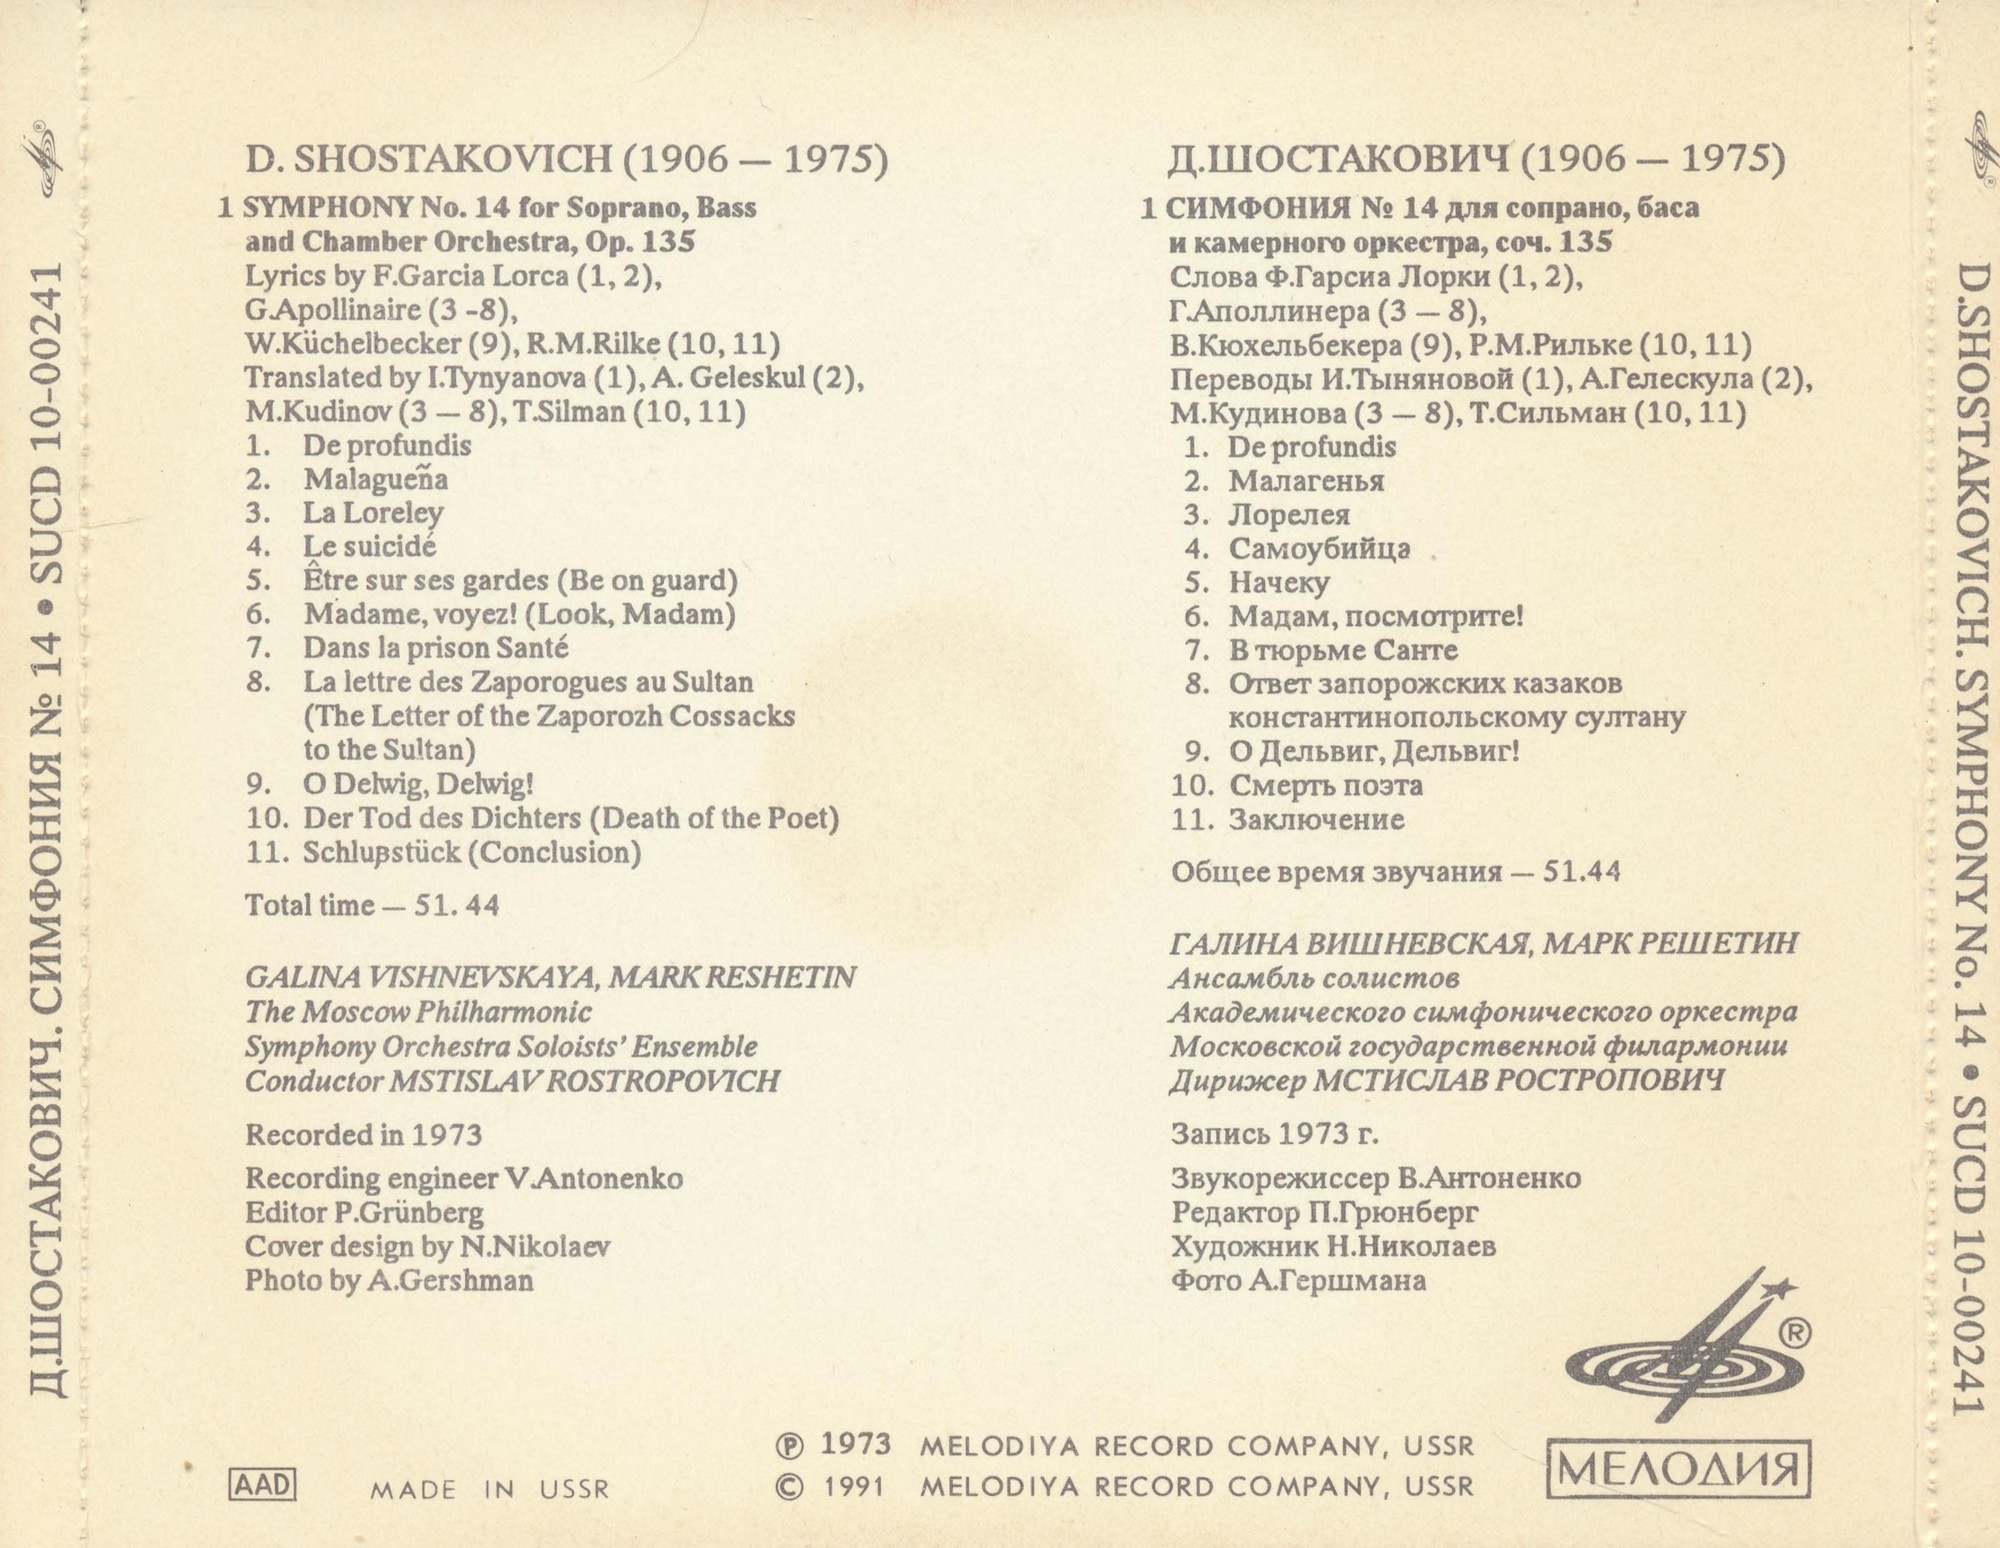 Д.ШОСТАКОВИЧ. СИМФОНИЯ № 14 • SUCD 10-00241
D. SHOSTAKOVICH (1906 — 1975)
1 SYMPHONY No. 14 for Soprano, Bass
and Chamber Orchestra, Op. 135
Lyrics by F.Garcia Lorca (1, 2),
G.Apollinaire (3 -8),
W.Küchelbecker (9), R.M.Rilke (10, 11)
Translated by I.Tynyanova (1), A. Geleskul (2),
M.Kudinov (3 — 8), T.Silman (10, 11)
1. De profundis
2. Malagueña
3. La Loreley
4. Le suicidé
5. Être sur ses gardes (Be on guard)
6. Madame, voyez! (Look, Madam)
7. Dans la prison Santé
8. La lettre des Zaporogues au Sultan
(The Letter of the Zaporozh Cossacks
to the Sultan)
9. O Delwig, Delwig!
10. Der Tod des Dichters (Death of the Poet)
11. Schlußstück (Conclusion)
Total time — 51. 44
GALINA VISHNEVSKAYA, MARK RESHETIN
The Moscow Philharmonic
Symphony Orchestra Soloists' Ensemble
Conductor MSTISLAV ROSTROPOVICH
Recorded in 1973
Recording engineer V.Antonenko
Editor P.Grünberg
Cover design by N.Nikolaev
Photo by A.Gershman
Д.ШОСТАКОВИЧ (1906 — 1975)
1 СИМФОНИЯ № 14 для сопрано, баса
и камерного оркестра, соч. 135
Слова Ф.Гарсиа Лорки (1, 2),
Г.Аполлинера (3 — 8),
В.Кюхельбекера (9), Р.М.Рильке (10, 11)
Переводы И.Тыняновой (1), А.Гелескула (2),
М.Кудинова (3 — 8), Т.Сильман (10, 11)
1. De profundis
2. Малагенья
3. Лорелея
4. Самоубийца
5. Начеку
6. Мадам, посмотрите!
7. В тюрьме Санте
8. Ответ запорожских казаков
константинопольскому султану
9. О Дельвиг, Дельвиг!
10. Смерть поэта
11. Заключение
Общее время звучания — 51.44
ГАЛИНА ВИШНЕВСКАЯ, МАРК РЕШЕТИН
Ансамбль солистов
Академического симфонического оркестра
Московской государственной филармонии
Дирижер МСТИСЛАВ РОСТРОПОВИЧ
Запись 1973 г.
Звукорежиссер В.Антоненко
Редактор П.Грюнберг
Художник Н.Николаев
Фото А.Гершмана
®
МЕЛОДИЯ
AAD MADE IN USSR
℗ 1973 MELODIYA RECORD COMPANY, USSR
© 1991 MELODIYA RECORD COMPANY, USSR
D.SHOSTAKOVICH. SYMPHONY No. 14 • SUCD 10-00241